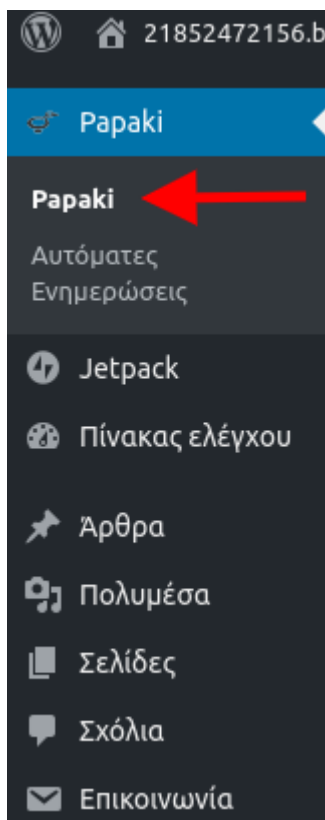 21852472156.b
Papaki
Papaki
Αυτόματες
Ενημερώσεις
Jetpack
Πίνακας ελέγχου
Άρθρα
Πολυμέσα
Σελίδες
Σχόλια
Επικοινωνία